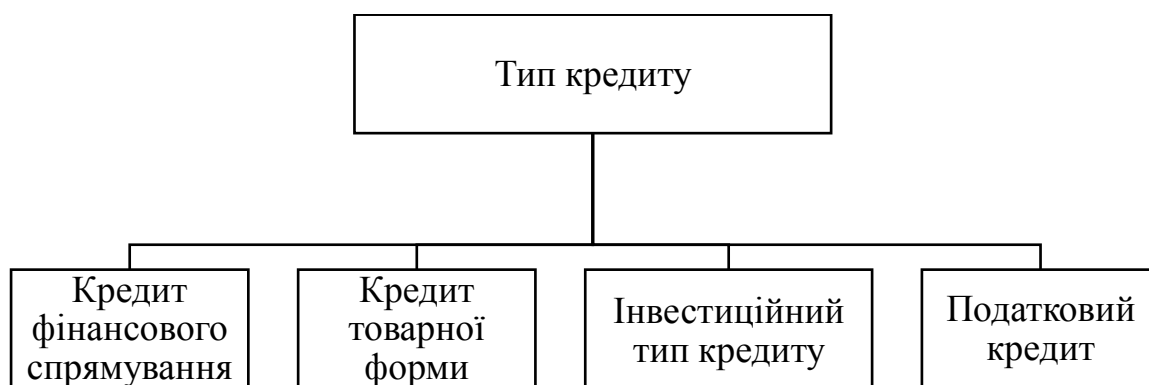 Тип кредиту
Кредит
фінансового
спрямування
Кредит
товарної
форми
Інвестиційний
тип кредиту
Податковий
кредит